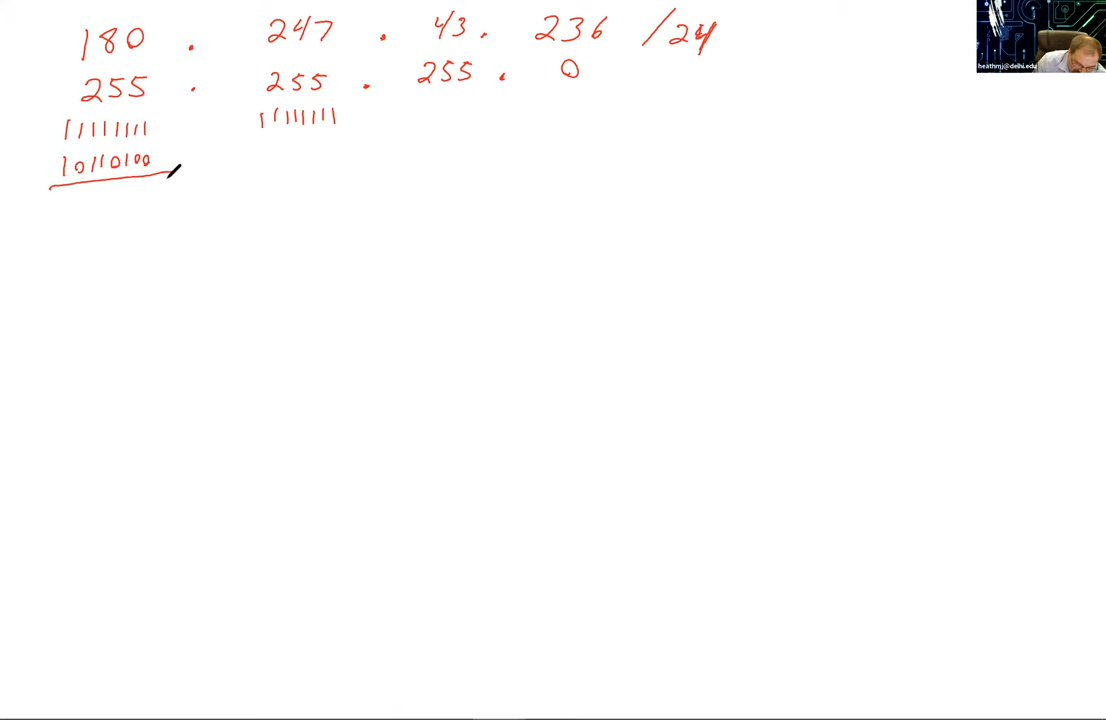 180 . 247 . 43 . 236 /24
255 . 255 . 255 . 0
11111111 11111111
10110100
heathmj@delhi.edu